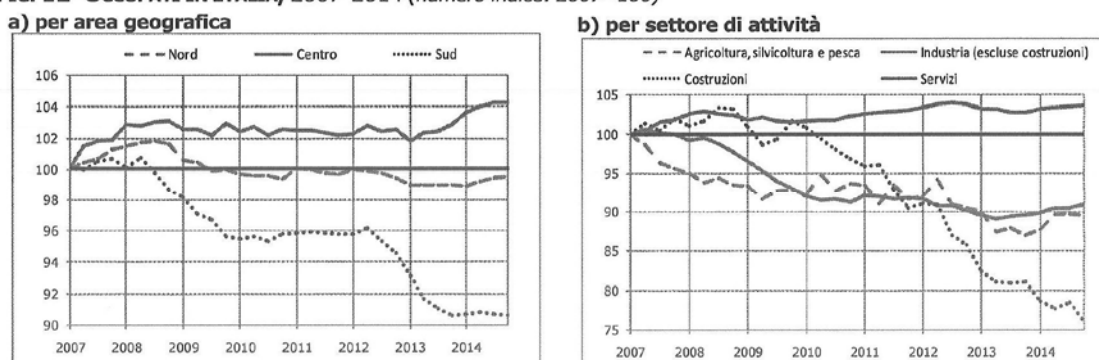 a) per area geografica
Nord Centro Sud
106
104
102
100
98
96
94
92
90
2007 2008 2009 2010 2011 2012 2013 2014
b) per settore di attività
Agricoltura, silvicoltura e pesca Industria (escluse costruzioni)
Costruzioni Servizi
105
100
95
90
85
80
75
2007 2008 2009 2010 2011 2012 2013 2014